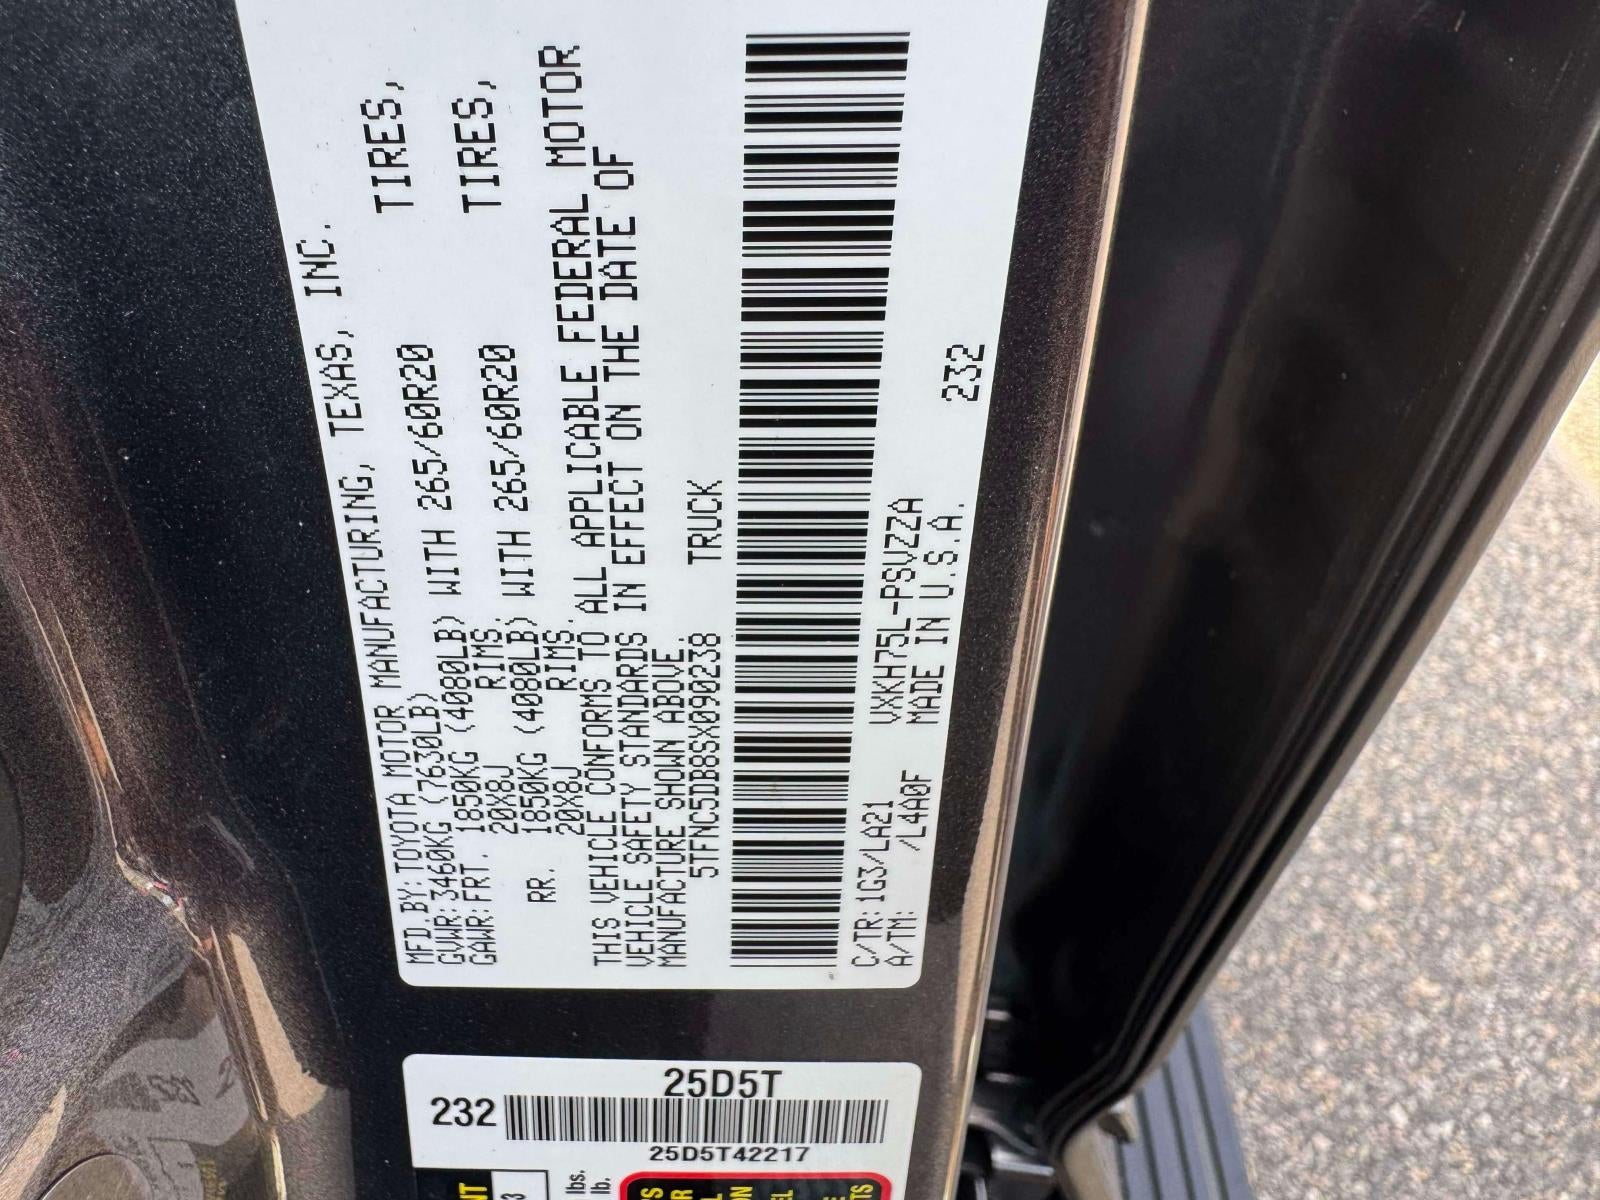 MFD.BY:TOYOTA MOTOR MANUFACTURING, TEXAS, INC.
GVWR:3460KG (7630LB)
GAWR:FRT. 1850KG (4080LB) WITH 265/60R20 TIRES,
20X8J RIMS,
RR. 1850KG (4080LB) WITH 265/60R20 TIRES,
20X8J RIMS.
THIS VEHICLE CONFORMS TO ALL APPLICABLE FEDERAL MOTOR
VEHICLE SAFETY STANDARDS IN EFFECT ON THE DATE OF
MANUFACTURE SHOWN ABOVE.
5TFNC5DB8SX090238 TRUCK
C/TR:1G3/LA21 VXKH75L-PSVZZA 232
A/TM: /L4A0F MADE IN U.S.A.
25D5T
232
25D5T42217
lbs.
lb.